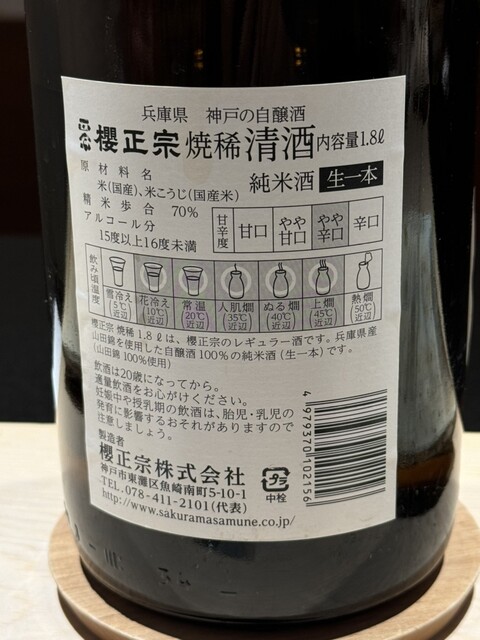 兵庫県　神戸の自醸酒
櫻正宗 焼稀 清酒 内容量1.8ℓ
原材料名
米(国産)、米こうじ(国産米)
純米酒 生一本
精米歩合 70%
アルコール分
15度以上16度未満
甘辛度 甘口 やや甘口 やや辛口 辛口
飲み頃温度
雪冷え (5℃近辺) 花冷え (10℃近辺) 常温 (20℃近辺) 人肌燗 (35℃近辺) ぬる燗 (40℃近辺) 上燗 (45℃近辺) 熱燗 (50℃近辺)
櫻正宗 焼稀 1.8ℓは、櫻正宗のレギュラー酒です。兵庫県産
山田錦を使用した自醸酒100%の純米酒(生一本)です。
(山田錦100%使用)
飲酒は20歳になってから。
適量飲酒をお心がけください。
妊娠中や授乳期の飲酒は、胎児・乳児の
発育に影響するおそれがありますので
注意しましょう。
製造者
櫻正宗株式会社
神戸市東灘区魚崎南町5-10-1
TEL.078-411-2101(代表)
http://www.sakuramasamune.co.jp/
プラ
中栓
4 979370 102156